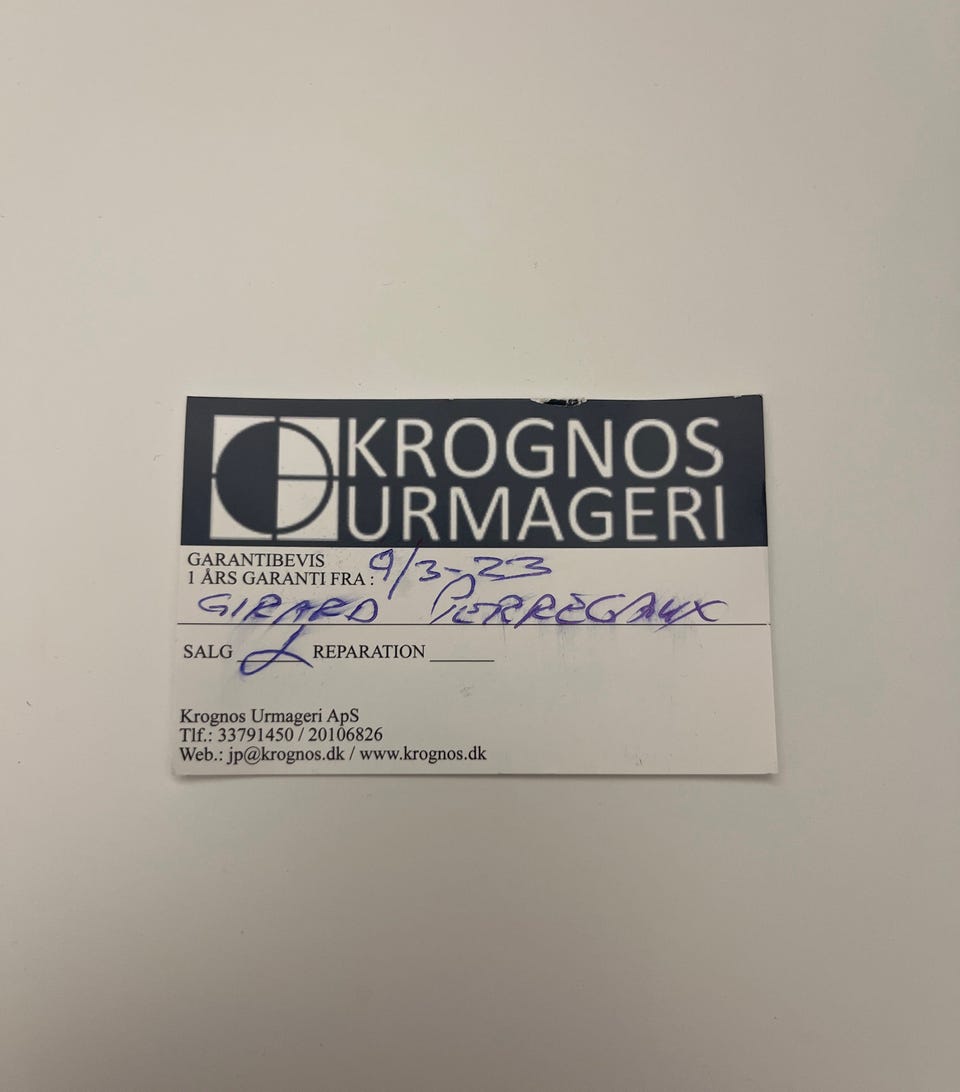 KROGNOS
URMAGERI
GARANTIBEVIS
1 ÅRS GARANTI FRA : 9/3-23
GIRARD PERREGAUX
SALG X REPARATION ______
Krognos Urmageri ApS
Tlf.: 33791450 / 20106826
Web.: jp@krognos.dk / www.krognos.dk